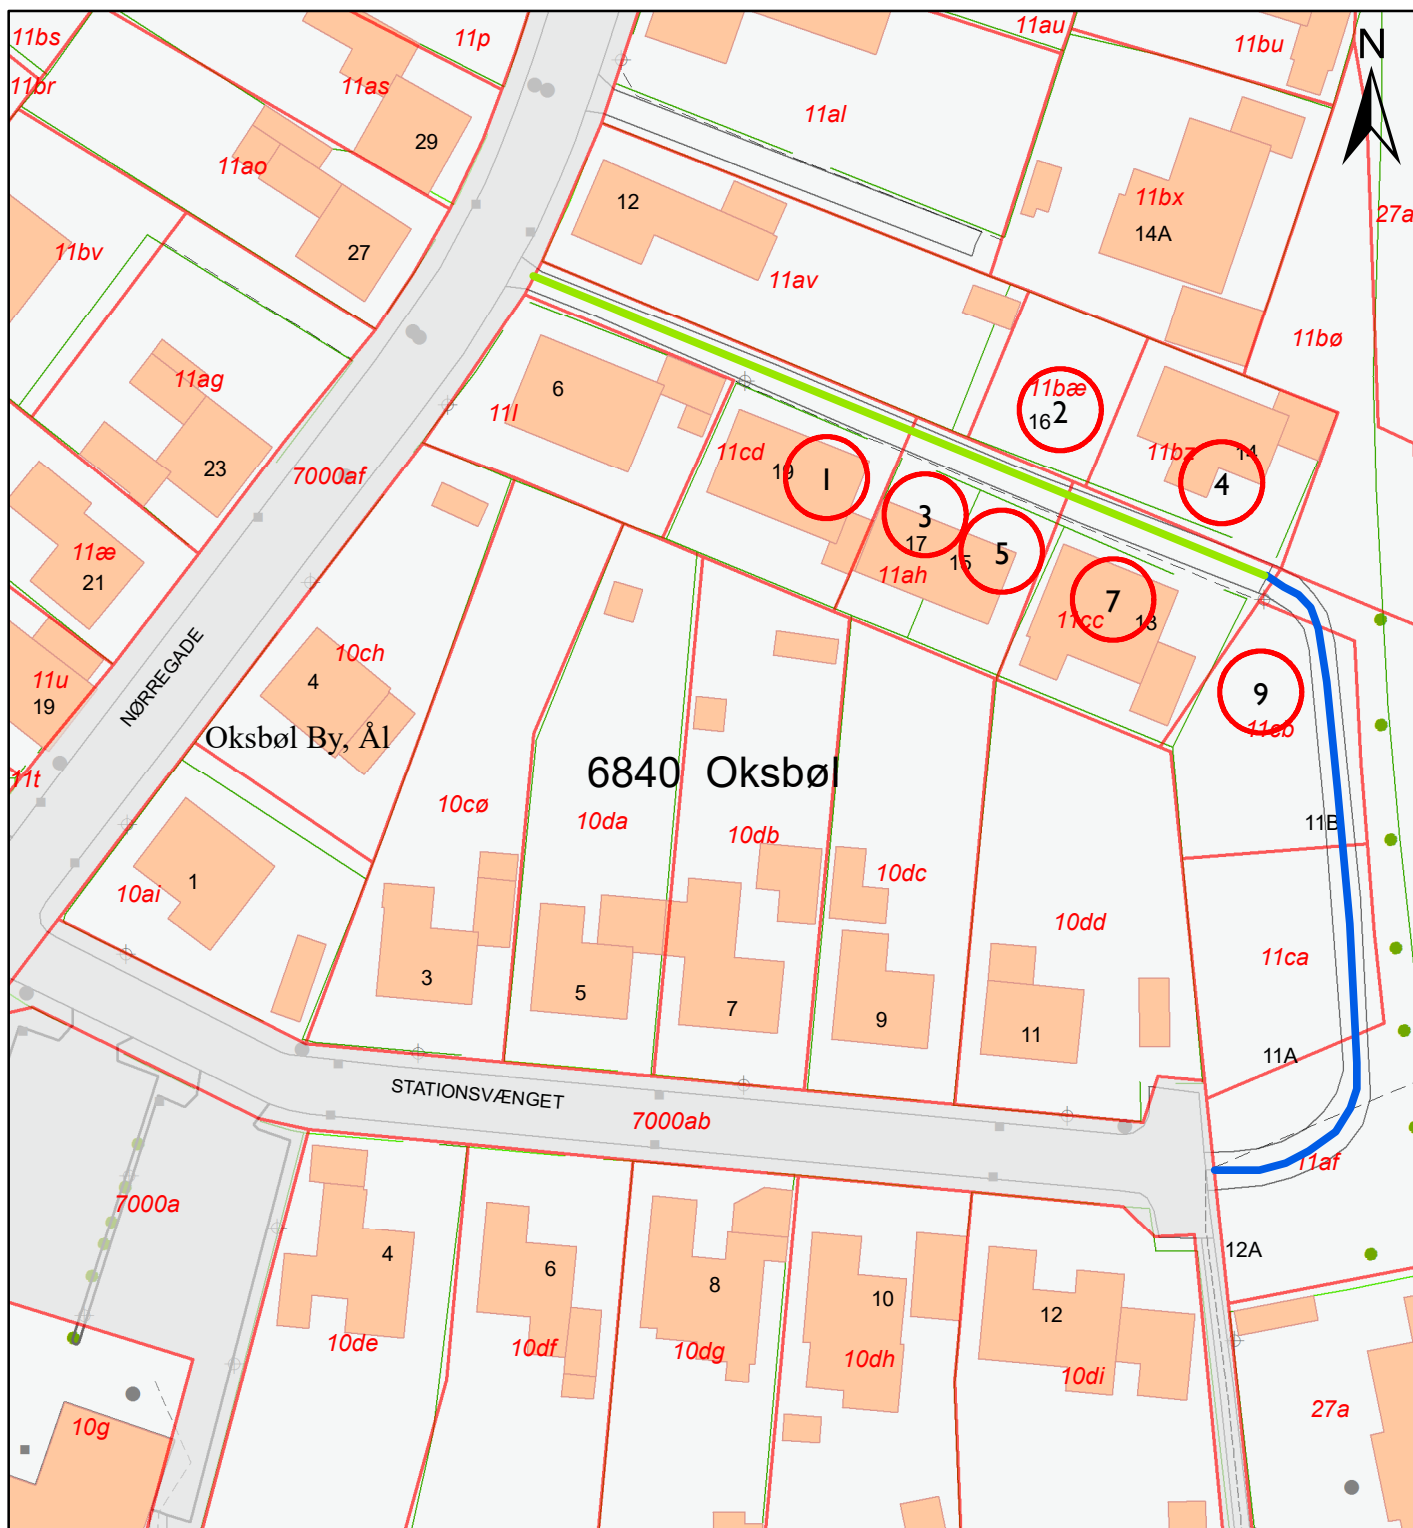 11bs
11p
11au
11bu
N
11br
11as
11al
29
11ao
12
11bx
14A
27a
27
11bv
11av
11bø
11ag
6
11bæ
16
2
11l
11cd
19
1
11bz
14
4
23
7000af
3
17
5
15
11ah
11æ
21
7
13
11cc
NØRREGADE
10ch
4
11u
19
9
11cb
Oksbøl By, Ål
6840 Oksbøl
11t
10cø
10da
10db
11B
10dc
10ai
1
10dd
11ca
3
5
7
9
11
11A
STATIONSVÆNGET
7000ab
11af
7000a
12A
4
6
8
10
12
10de
10df
10dg
10dh
10di
10g
27a